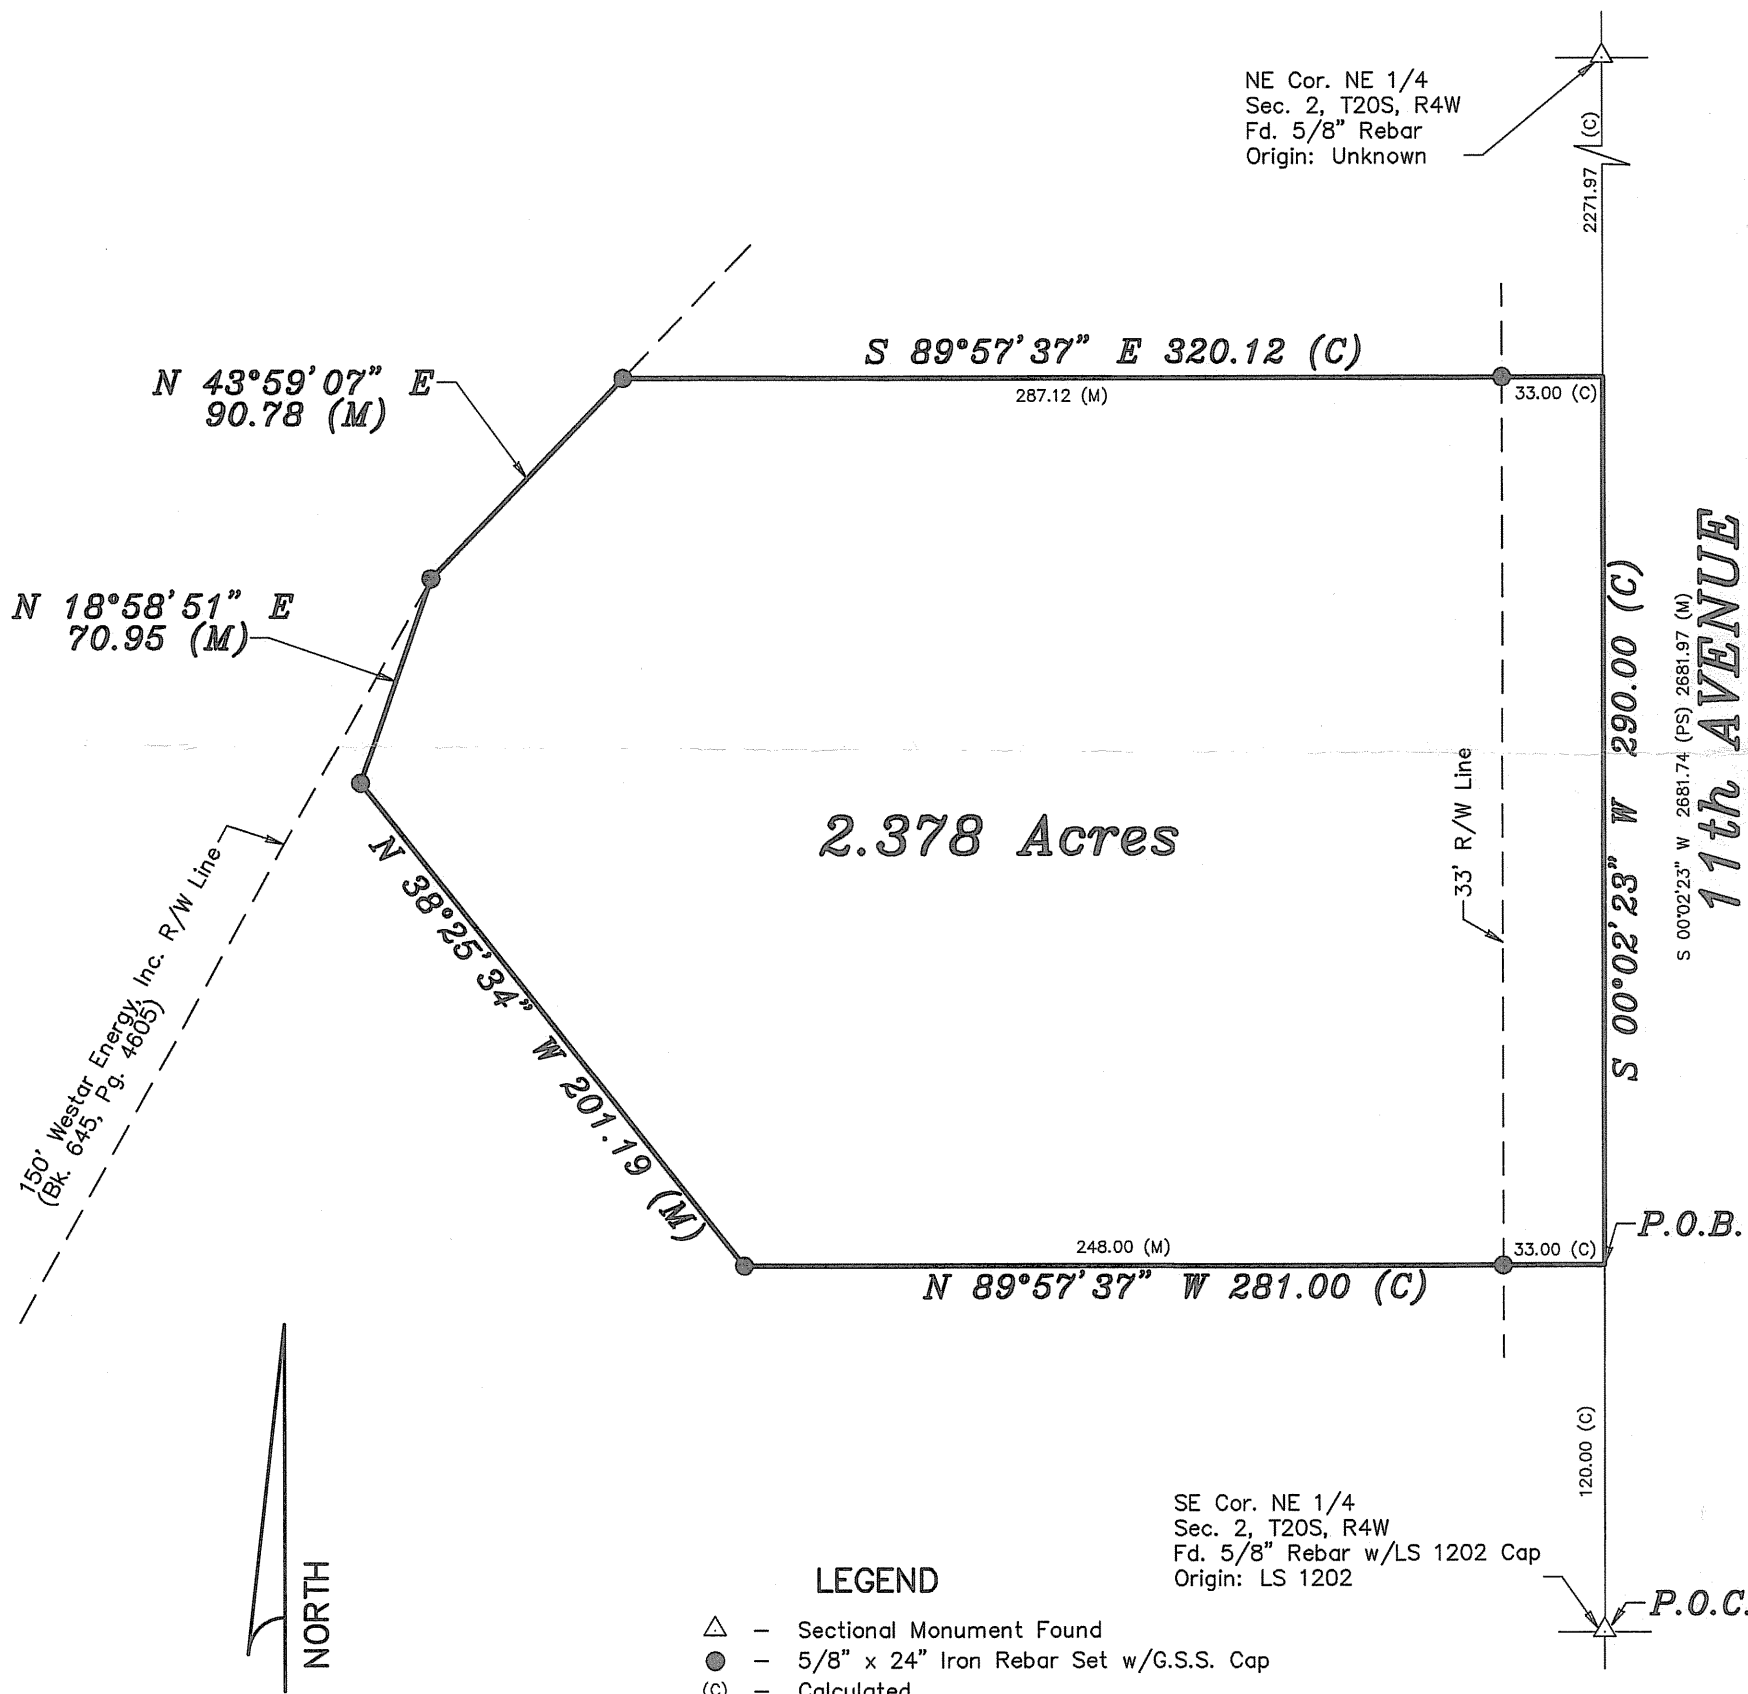 NE Cor. NE 1/4
Sec. 2, T20S, R4W
Fd. 5/8" Rebar
Origin: Unknown
2271.97 (C)
S 89°57'37" E 320.12 (C)
287.12 (M)
33.00 (C)
N 43°59'07" E
90.78 (M)
N 18°58'51" E
70.95 (M)
150' Westar Energy, Inc. R/W Line
(Bk. 645, Pg. 4605)
2.378 Acres
33' R/W Line
S 00°02'23" W 290.00 (C)
S 00°02'23" W 2681.74 (PS) 2681.97 (M)
11th AVENUE
N 38°25'34" W 201.19 (M)
248.00 (M)
33.00 (C)
P.O.B.
N 89°57'37" W 281.00 (C)
120.00 (C)
SE Cor. NE 1/4
Sec. 2, T20S, R4W
Fd. 5/8" Rebar w/LS 1202 Cap
Origin: LS 1202
P.O.C.
NORTH
LEGEND
– Sectional Monument Found
– 5/8" x 24" Iron Rebar Set w/G.S.S. Cap
(C) – Calculated